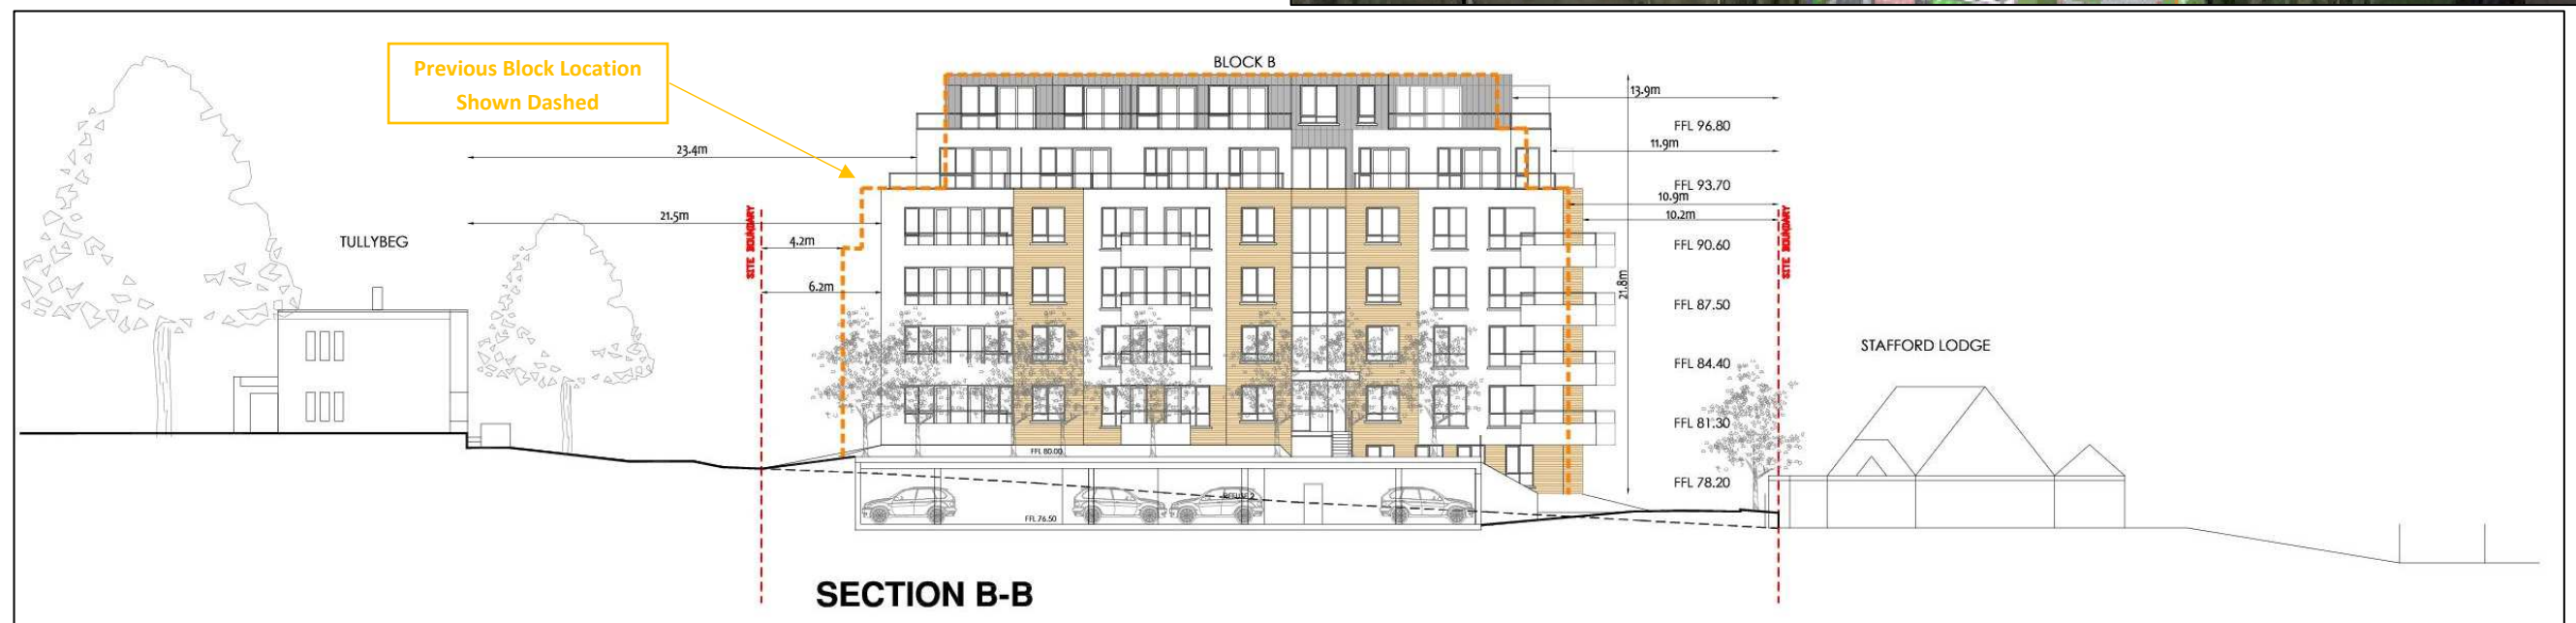 Previous Block Location
Shown Dashed
BLOCK B
13.9m
FFL 96.80
23.4m
11.9m
FFL 93.70
10.9m
10.2m
21.5m
SITE BOUNDARY
SITE BOUNDARY
4.2m
TULLYBEG
FFL 90.60
6.2m
21.8m
FFL 87.50
STAFFORD LODGE
FFL 84.40
FFL 81.30
FFL 80.00
FFL 78.20
FFL 76.50
SECTION B-B